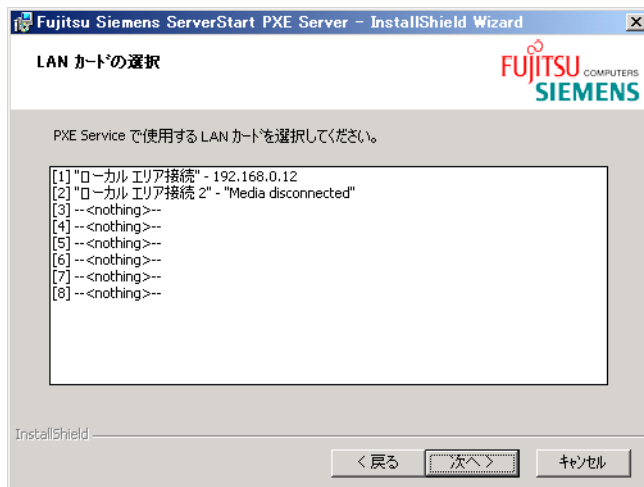 Fujitsu Siemens ServerStart PXE Server - InstallShield Wizard
LAN カードの選択
FUJITSU COMPUTERS
SIEMENS
PXE Service で使用する LAN カードを選択してください。
[1] "ローカル エリア接続" - 192.168.0.12
[2] "ローカル エリア接続 2" - "Media disconnected"
[3] --<nothing>--
[4] --<nothing>--
[5] --<nothing>--
[6] --<nothing>--
[7] --<nothing>--
[8] --<nothing>--
InstallShield
< 戻る 次へ > キャンセル